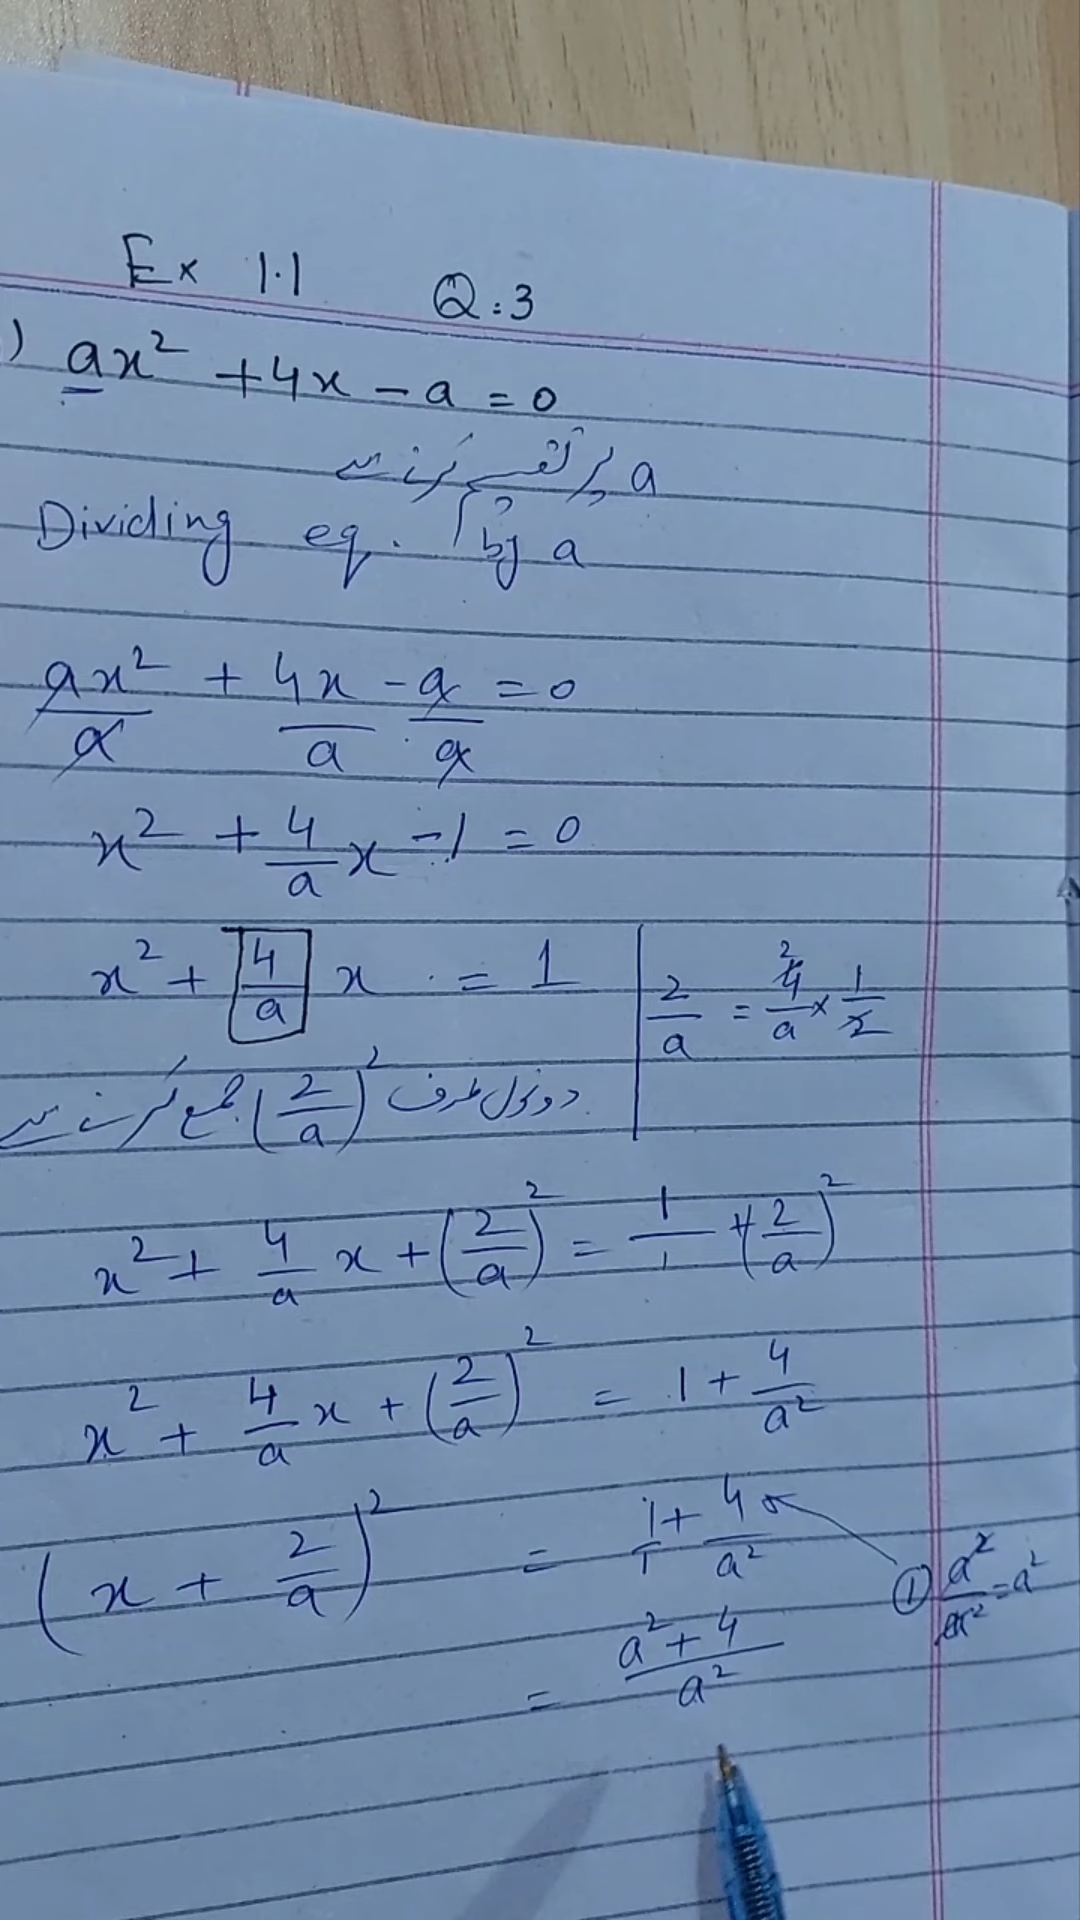 Ex 1.1 Q:3
) ax² + 4x - a = 0
a پر تقسیم کرنے سے
Dividing eq. by a
ax²/a + 4x/a - a/a = 0
x² + 4/a x - 1 = 0
x² + 4/a x = 1
2/a = 4/a × 1/2
2
دونوں طرف (2/a)² جمع کرنے سے
x² + 4/a x + (2/a)² = 1/1 + (2/a)²
x² + 4/a x + (2/a)² = 1 + 4/a²
(x + 2/a)² = 1/1 + 4/a²
① a²/a² = a²
= a² + 4/a²